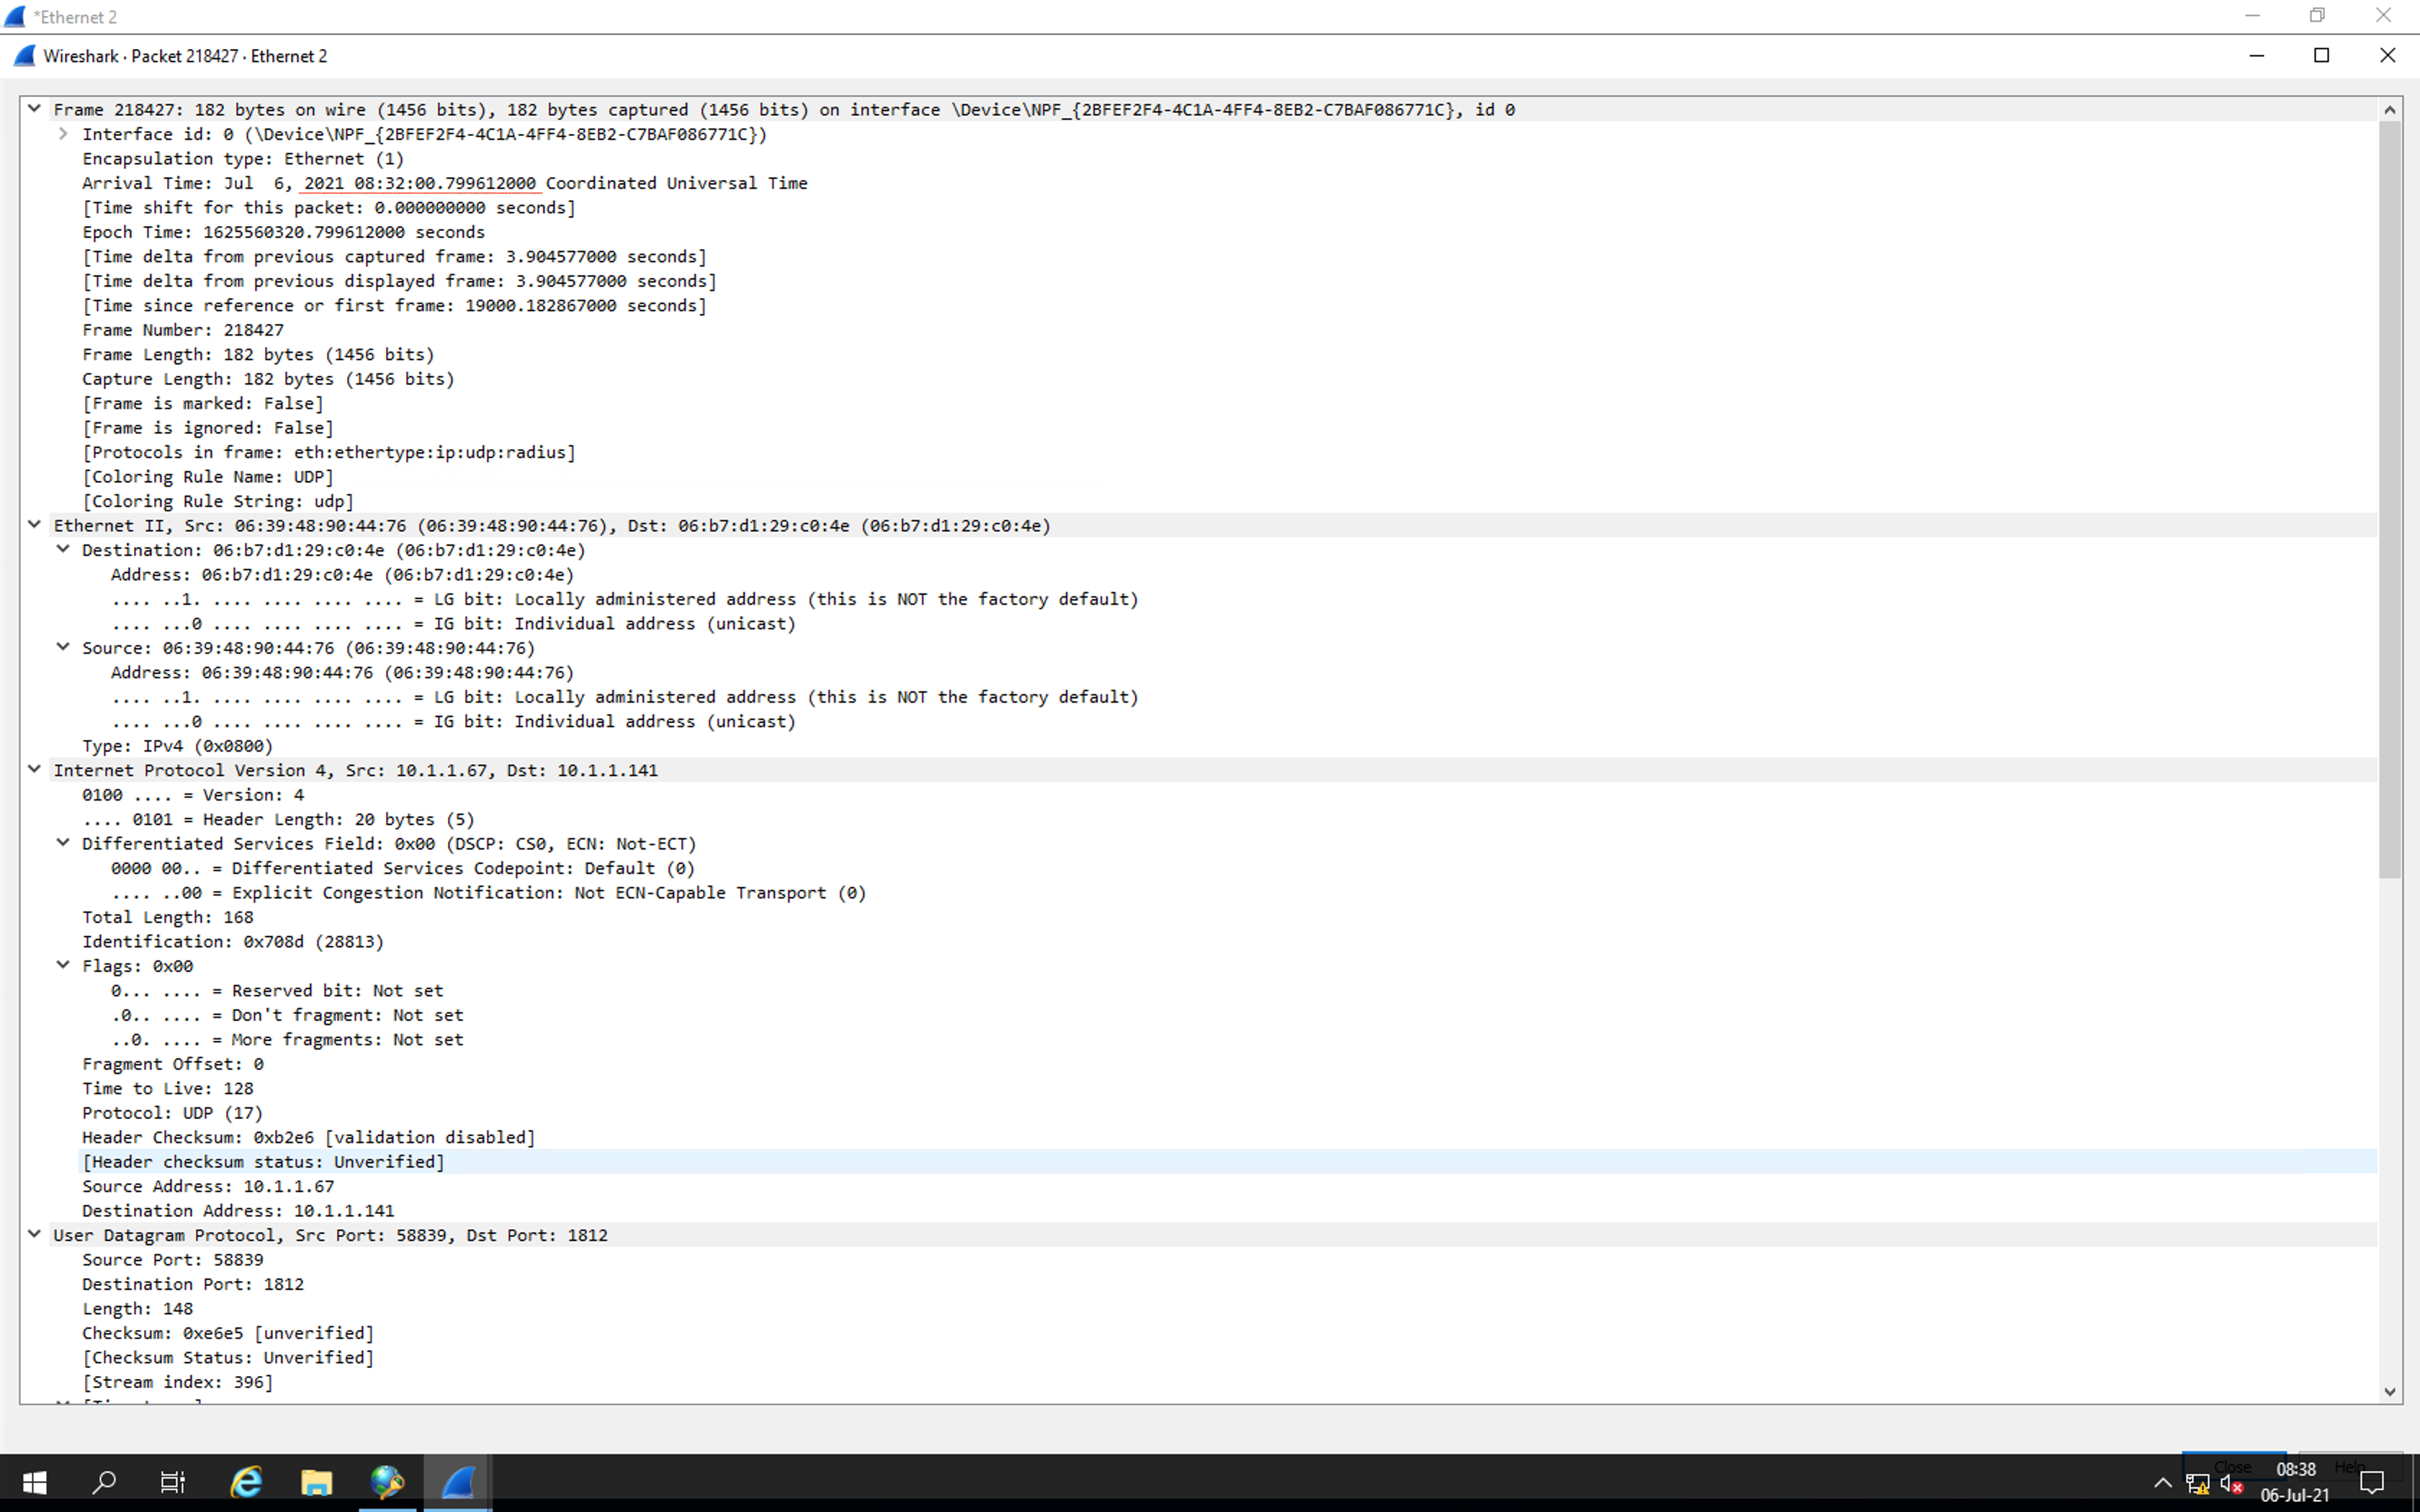 *Ethernet 2
Wireshark · Packet 218427 · Ethernet 2
Frame 218427: 182 bytes on wire (1456 bits), 182 bytes captured (1456 bits) on interface \Device\NPF_{2BFEF2F4-4C1A-4FF4-8EB2-C7BAF086771C}, id 0
Interface id: 0 (\Device\NPF_{2BFEF2F4-4C1A-4FF4-8EB2-C7BAF086771C})
Encapsulation type: Ethernet (1)
Arrival Time: Jul  6, 2021 08:32:00.799612000 Coordinated Universal Time
[Time shift for this packet: 0.000000000 seconds]
Epoch Time: 1625560320.799612000 seconds
[Time delta from previous captured frame: 3.904577000 seconds]
[Time delta from previous displayed frame: 3.904577000 seconds]
[Time since reference or first frame: 19000.182867000 seconds]
Frame Number: 218427
Frame Length: 182 bytes (1456 bits)
Capture Length: 182 bytes (1456 bits)
[Frame is marked: False]
[Frame is ignored: False]
[Protocols in frame: eth:ethertype:ip:udp:radius]
[Coloring Rule Name: UDP]
[Coloring Rule String: udp]
Ethernet II, Src: 06:39:48:90:44:76 (06:39:48:90:44:76), Dst: 06:b7:d1:29:c0:4e (06:b7:d1:29:c0:4e)
Destination: 06:b7:d1:29:c0:4e (06:b7:d1:29:c0:4e)
Address: 06:b7:d1:29:c0:4e (06:b7:d1:29:c0:4e)
.... ..1. .... .... .... .... = LG bit: Locally administered address (this is NOT the factory default)
.... ...0 .... .... .... .... = IG bit: Individual address (unicast)
Source: 06:39:48:90:44:76 (06:39:48:90:44:76)
Address: 06:39:48:90:44:76 (06:39:48:90:44:76)
.... ..1. .... .... .... .... = LG bit: Locally administered address (this is NOT the factory default)
.... ...0 .... .... .... .... = IG bit: Individual address (unicast)
Type: IPv4 (0x0800)
Internet Protocol Version 4, Src: 10.1.1.67, Dst: 10.1.1.141
0100 .... = Version: 4
.... 0101 = Header Length: 20 bytes (5)
Differentiated Services Field: 0x00 (DSCP: CS0, ECN: Not-ECT)
0000 00.. = Differentiated Services Codepoint: Default (0)
.... ..00 = Explicit Congestion Notification: Not ECN-Capable Transport (0)
Total Length: 168
Identification: 0x708d (28813)
Flags: 0x00
0... .... = Reserved bit: Not set
.0.. .... = Don't fragment: Not set
..0. .... = More fragments: Not set
Fragment Offset: 0
Time to Live: 128
Protocol: UDP (17)
Header Checksum: 0xb2e6 [validation disabled]
[Header checksum status: Unverified]
Source Address: 10.1.1.67
Destination Address: 10.1.1.141
User Datagram Protocol, Src Port: 58839, Dst Port: 1812
Source Port: 58839
Destination Port: 1812
Length: 148
Checksum: 0xe6e5 [unverified]
[Checksum Status: Unverified]
[Stream index: 396]
Close
Help
08:38
06-Jul-21